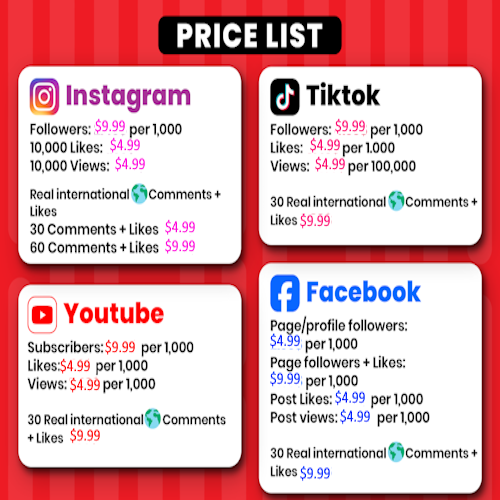 PRICE LIST
Instagram
Followers: $9.99 per 1,000
10,000 Likes: $4.99
10,000 Views: $4.99
Real international Comments +
Likes
30 Comments + Likes $4.99
60 Comments + Likes $9.99
Tiktok
Followers: $9.99 per 1,000
Likes: $4.99 per 1.000
Views: $4.99 per 100,000
30 Real international Comments +
Likes $9.99
Youtube
Subscribers: $9.99 per 1,000
Likes: $4.99 per 1,000
Views: $4.99 per 1,000
30 Real international Comments
+ Likes $9.99
Facebook
Page/profile followers:
$4.99 per 1,000
Page followers + Likes:
$9.99 per 1,000
Post Likes: $4.99 per 1,000
Post views: $4.99 per 1,000
30 Real international Comments +
Likes $9.99